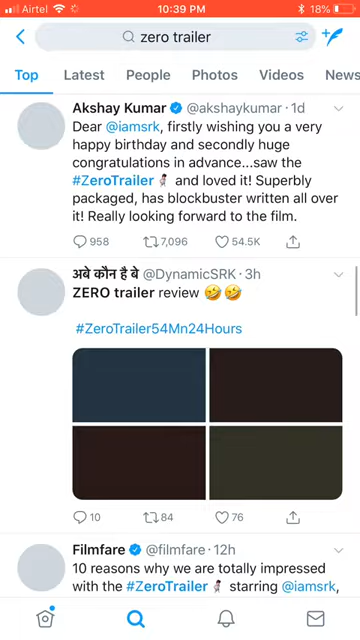 Airtel 10:39 PM 18%
zero trailer
Top Latest People Photos Videos News
Akshay Kumar @akshaykumar · 1d
Dear @iamsrk, firstly wishing you a very
happy birthday and secondly huge
congratulations in advance...saw the
#ZeroTrailer and loved it! Superbly
packaged, has blockbuster written all over
it! Really looking forward to the film.
958 7,096 54.5K
अबे कौन है बे @DynamicSRK · 3h
ZERO trailer review 🤣🤣
#ZeroTrailer54Mn24Hours
10 84 76
Filmfare @filmfare · 12h
10 reasons why we are totally impressed
with the #ZeroTrailer starring @iamsrk,